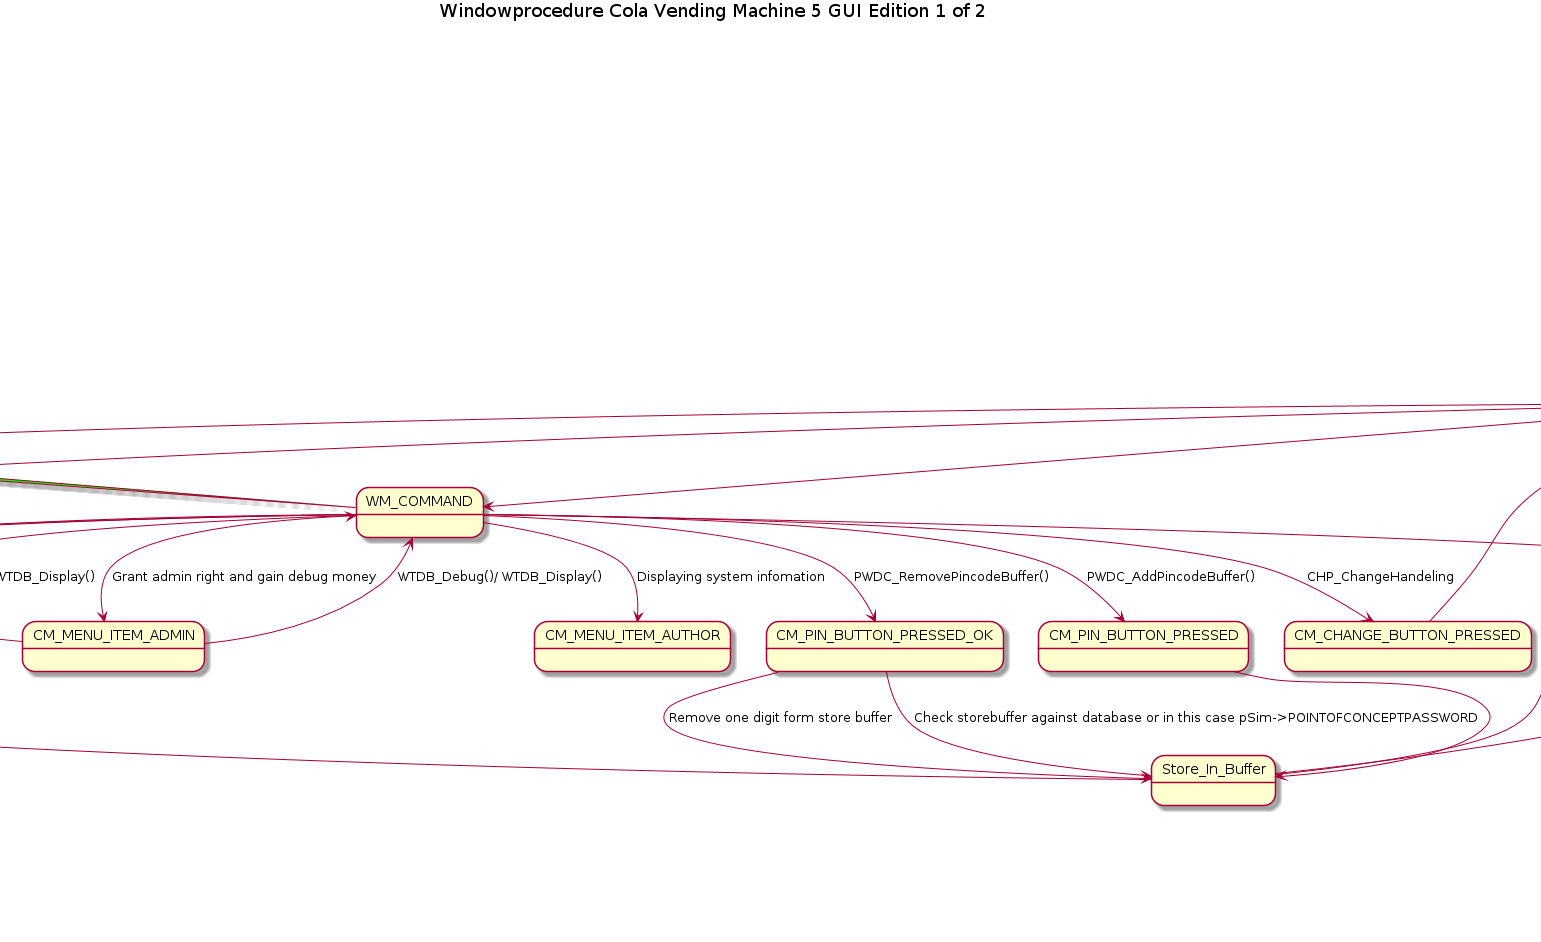 Windowprocedure Cola Vending Machine 5 GUI Edition 1 of 2
WM_COMMAND
WTDB_Display()
Grant admin right and gain debug money
WTDB_Debug()/ WTDB_Display()
Displaying system infomation
PWDC_RemovePincodeBuffer()
PWDC_AddPincodeBuffer()
CHP_ChangeHandeling
CM_MENU_ITEM_ADMIN
CM_MENU_ITEM_AUTHOR
CM_PIN_BUTTON_PRESSED_OK
CM_PIN_BUTTON_PRESSED
CM_CHANGE_BUTTON_PRESSED
Remove one digit form store buffer
Check storebuffer against database or in this case pSim->POINTOFCONCEPTPASSWORD
Store_In_Buffer